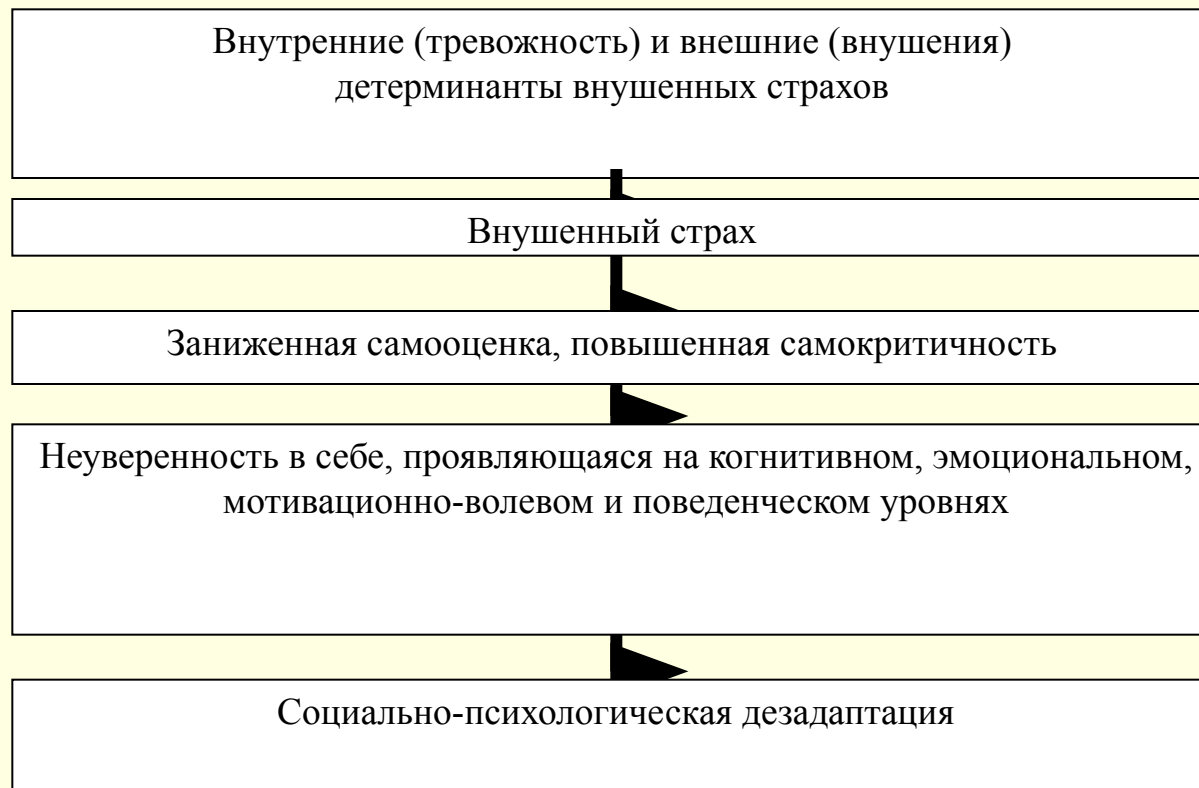 Внутренние (тревожность) и внешние (внушения)
детерминанты внушенных страхов
Внушенный страх
Заниженная самооценка, повышенная самокритичность
Неуверенность в себе, проявляющаяся на когнитивном, эмоциональном,
мотивационно-волевом и поведенческом уровнях
Социально-психологическая дезадаптация